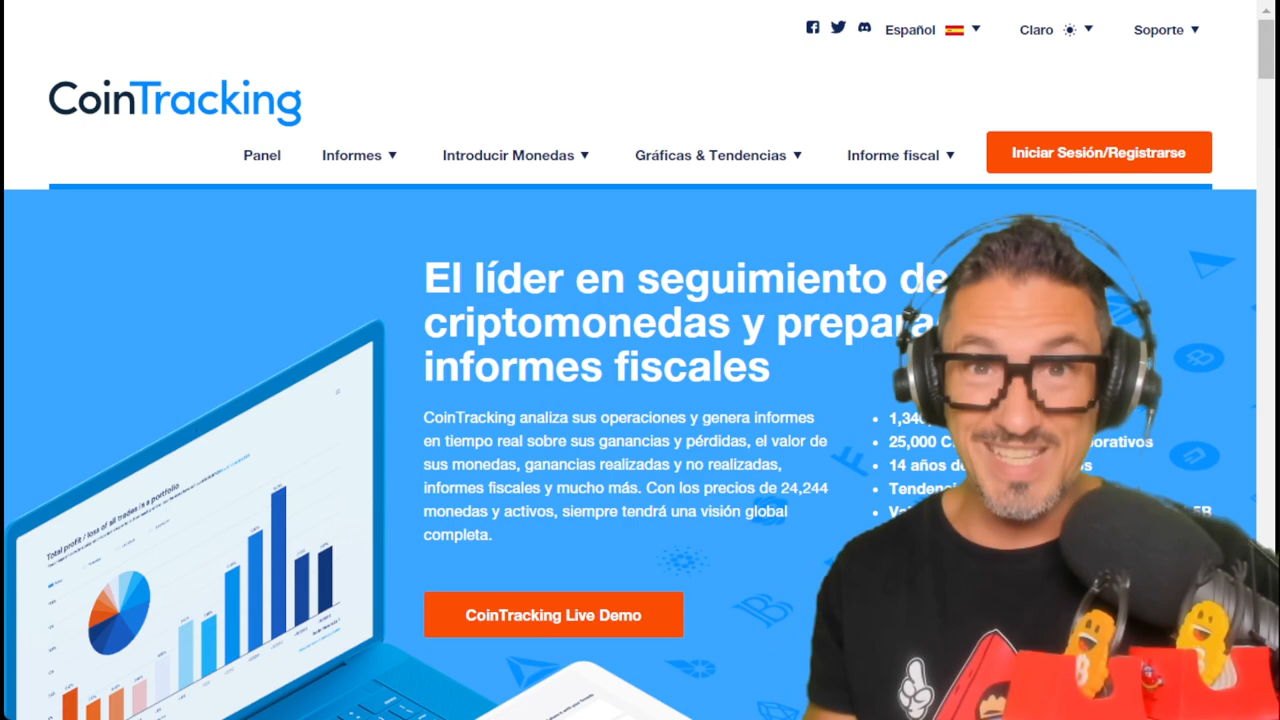 Español
Claro
Soporte
CoinTracking
Panel
Informes
Introducir Monedas
Gráficas & Tendencias
Informe fiscal
Iniciar Sesión/Registrarse
El líder en seguimiento de
criptomonedas y
informes fiscales
CoinTracking analiza sus operaciones y genera informes
en tiempo real sobre sus ganancias y pérdidas, el valor de
sus monedas, ganancias realizadas y no realizadas,
informes fiscales y mucho más. Con los precios de 24,244
monedas y activos, siempre tendrá una visión global
completa.
25,000
14 años
CoinTracking Live Demo
Total profit / loss of all trades in a portfolio